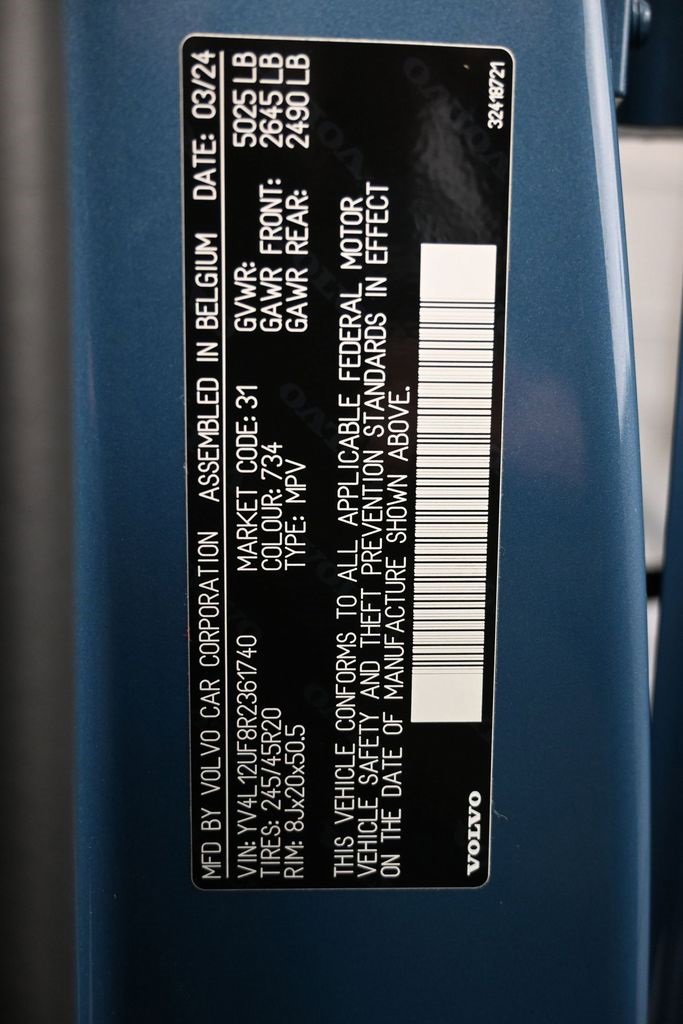 MFD BY VOLVO CAR CORPORATION ASSEMBLED IN BELGIUM DATE: 03/24
VIN: YV4L12UF8R2361740 MARKET CODE: 31 GVWR: 5025 LB
TIRES: 245/45R20 COLOUR: 734 GAWR FRONT: 2645 LB
RIM: 8Jx20x50.5 TYPE: MPV GAWR REAR: 2490 LB
THIS VEHICLE CONFORMS TO ALL APPLICABLE FEDERAL MOTOR
VEHICLE SAFETY AND THEFT PREVENTION STANDARDS IN EFFECT
ON THE DATE OF MANUFACTURE SHOWN ABOVE.
VOLVO 32418721